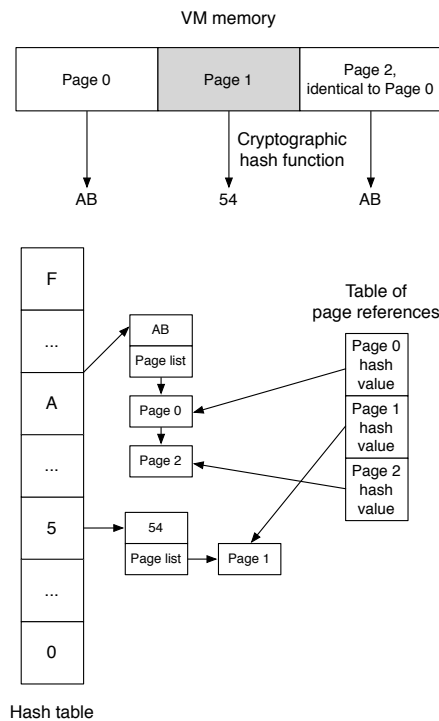 VM memory
Page 0
Page 1
Page 2,
identical to Page 0
Cryptographic
hash function
AB
54
AB
F
...
A
...
5
...
0
Hash table
AB
Page list
Page 0
Page 2
54
Page list
Page 1
Table of
page references
Page 0
hash
value
Page 1
hash
value
Page 2
hash
value